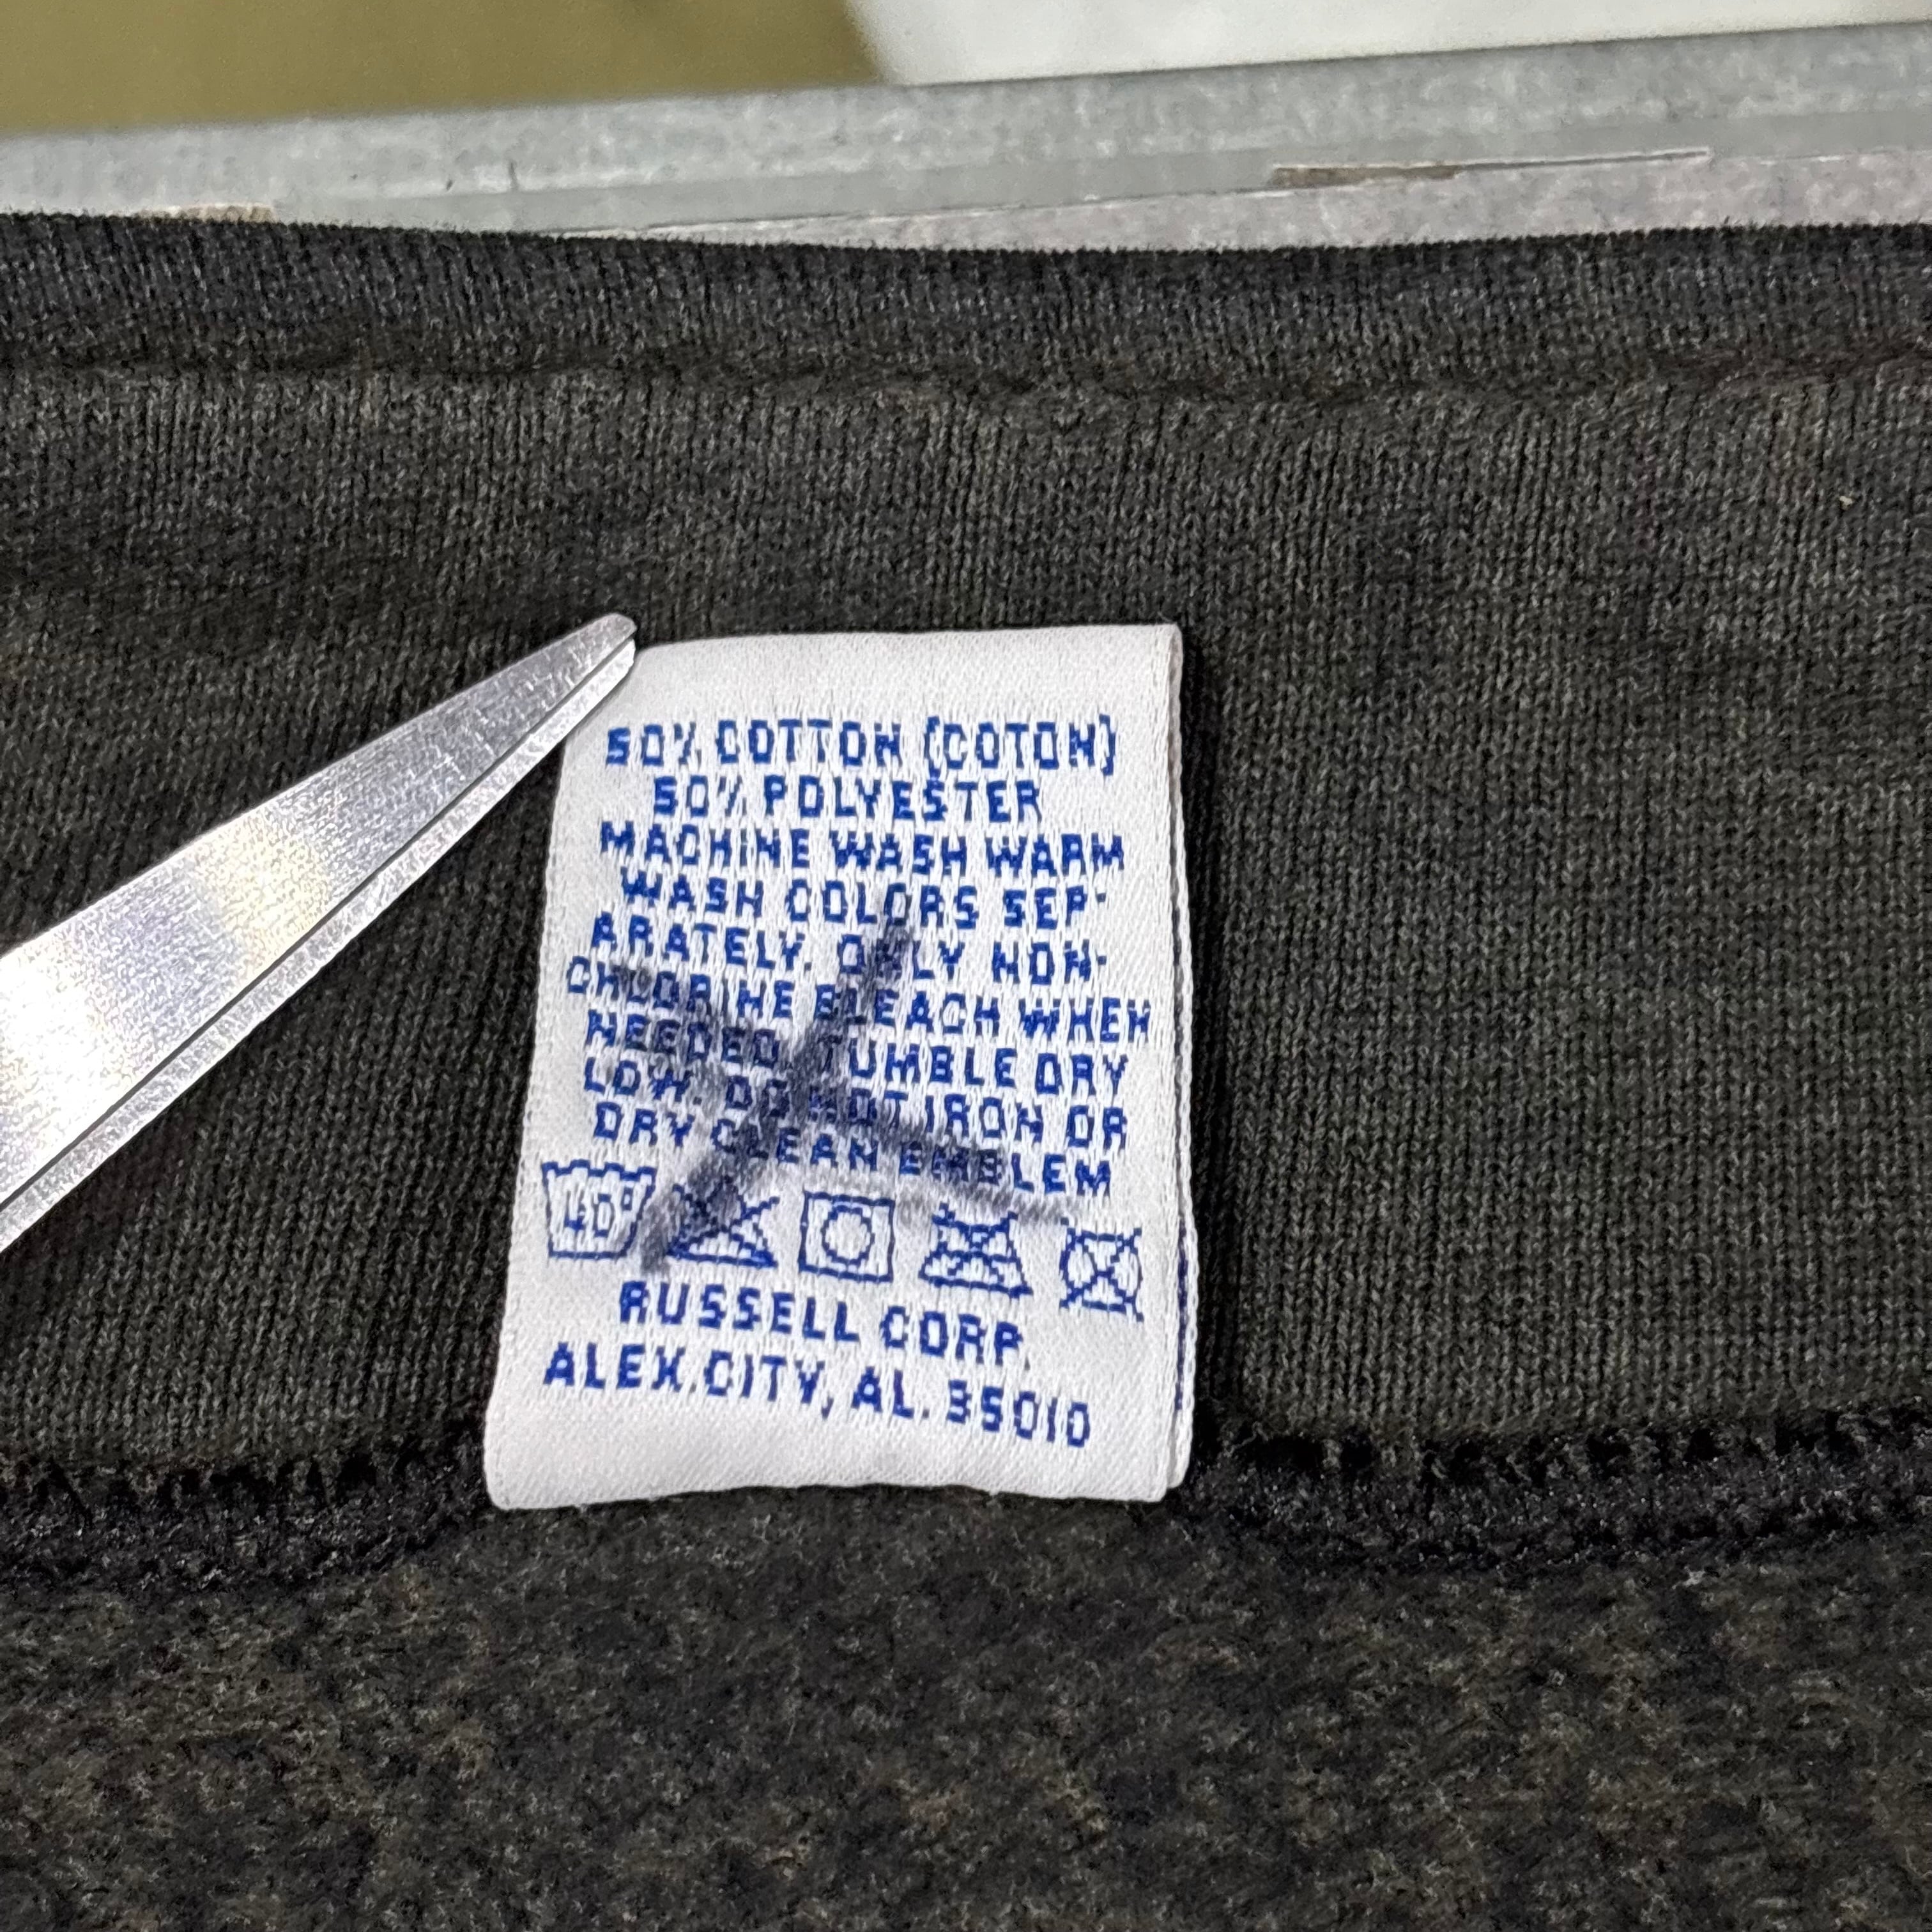 50% COTTON (COTON)
50% POLYESTER
MACHINE WASH WARM
WASH COLORS SEP-
ARATELY. ONLY NON-
CHLORINE BLEACH WHEN
NEEDED. TUMBLE DRY
LOW. DO NOT IRON OR
DRY CLEAN EMBLEM
40°
RUSSELL CORP.
ALEX.CITY, AL. 35010